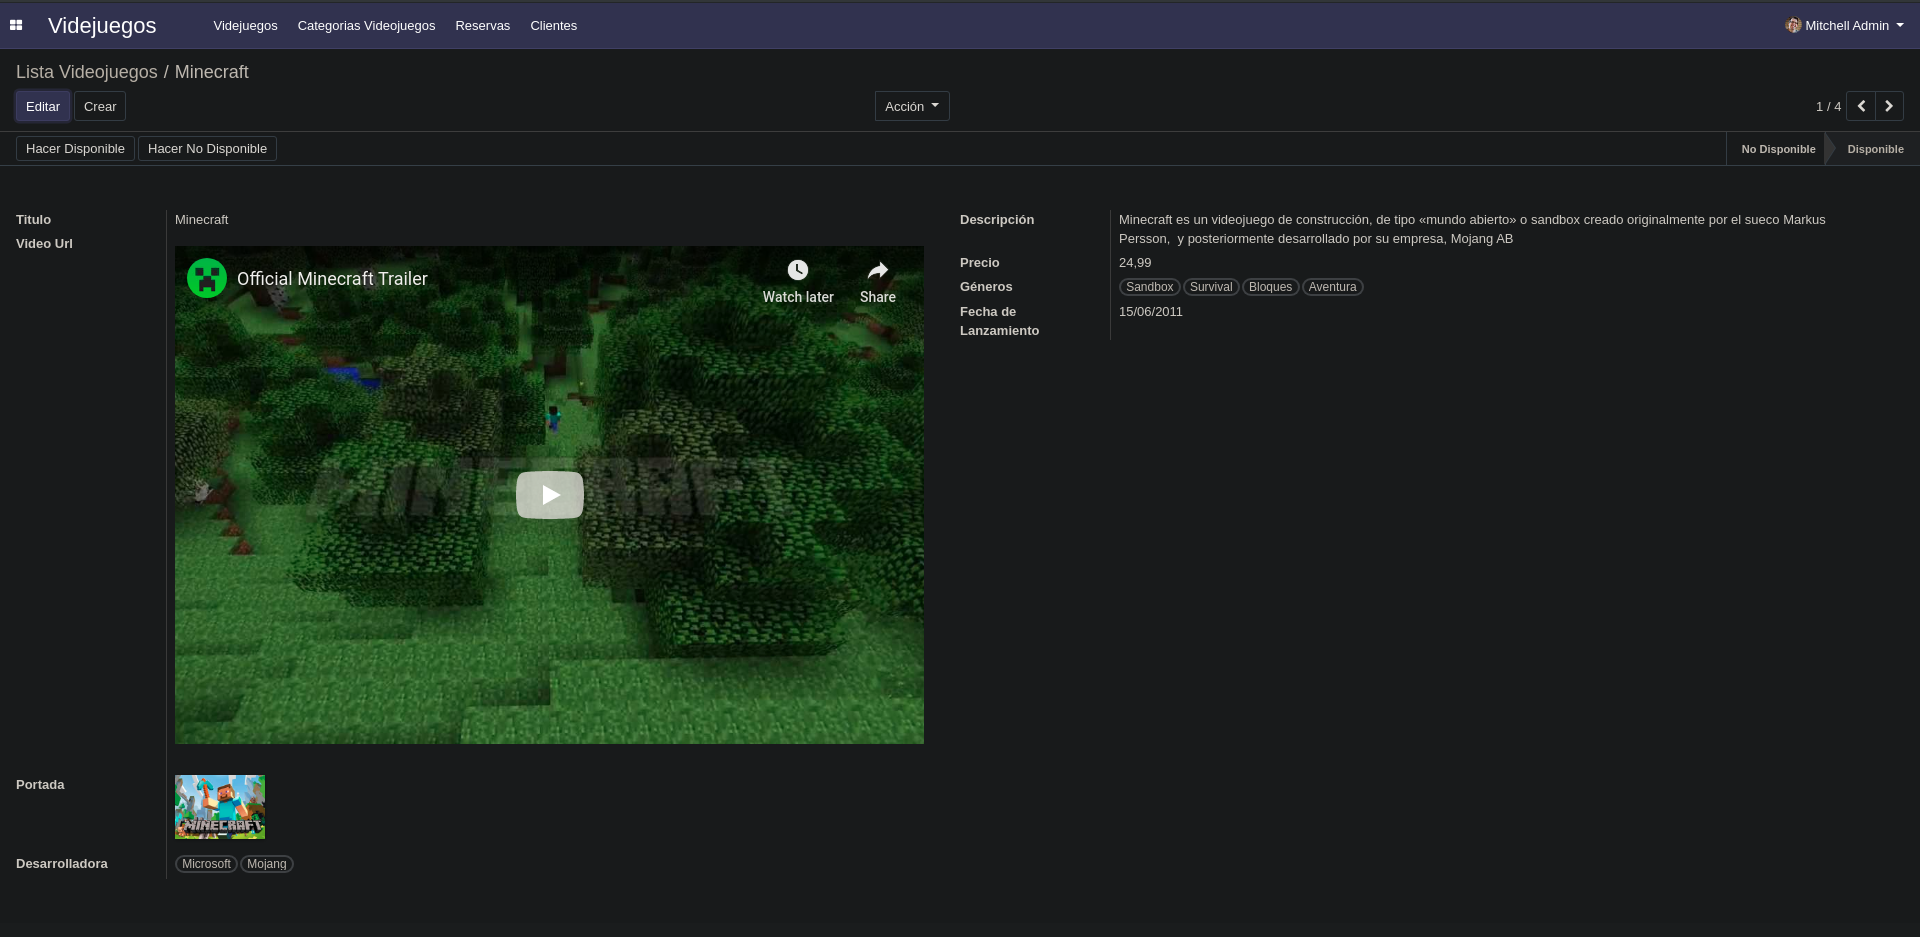 Videjuegos
Videjuegos
Categorias Videojuegos
Reservas
Clientes
Mitchell Admin
Lista Videojuegos / Minecraft
Editar
Crear
Acción
1 / 4
Hacer Disponible
Hacer No Disponible
No Disponible
Disponible
Titulo
Minecraft
Video Url
Official Minecraft Trailer
Watch later
Share
MINECRAFT
Portada
MINECRAFT
Desarrolladora
Microsoft
Mojang
Descripción
Minecraft es un videojuego de construcción, de tipo «mundo abierto» o sandbox creado originalmente por el sueco Markus
Persson,  y posteriormente desarrollado por su empresa, Mojang AB
Precio
24,99
Géneros
Sandbox
Survival
Bloques
Aventura
Fecha de
Lanzamiento
15/06/2011